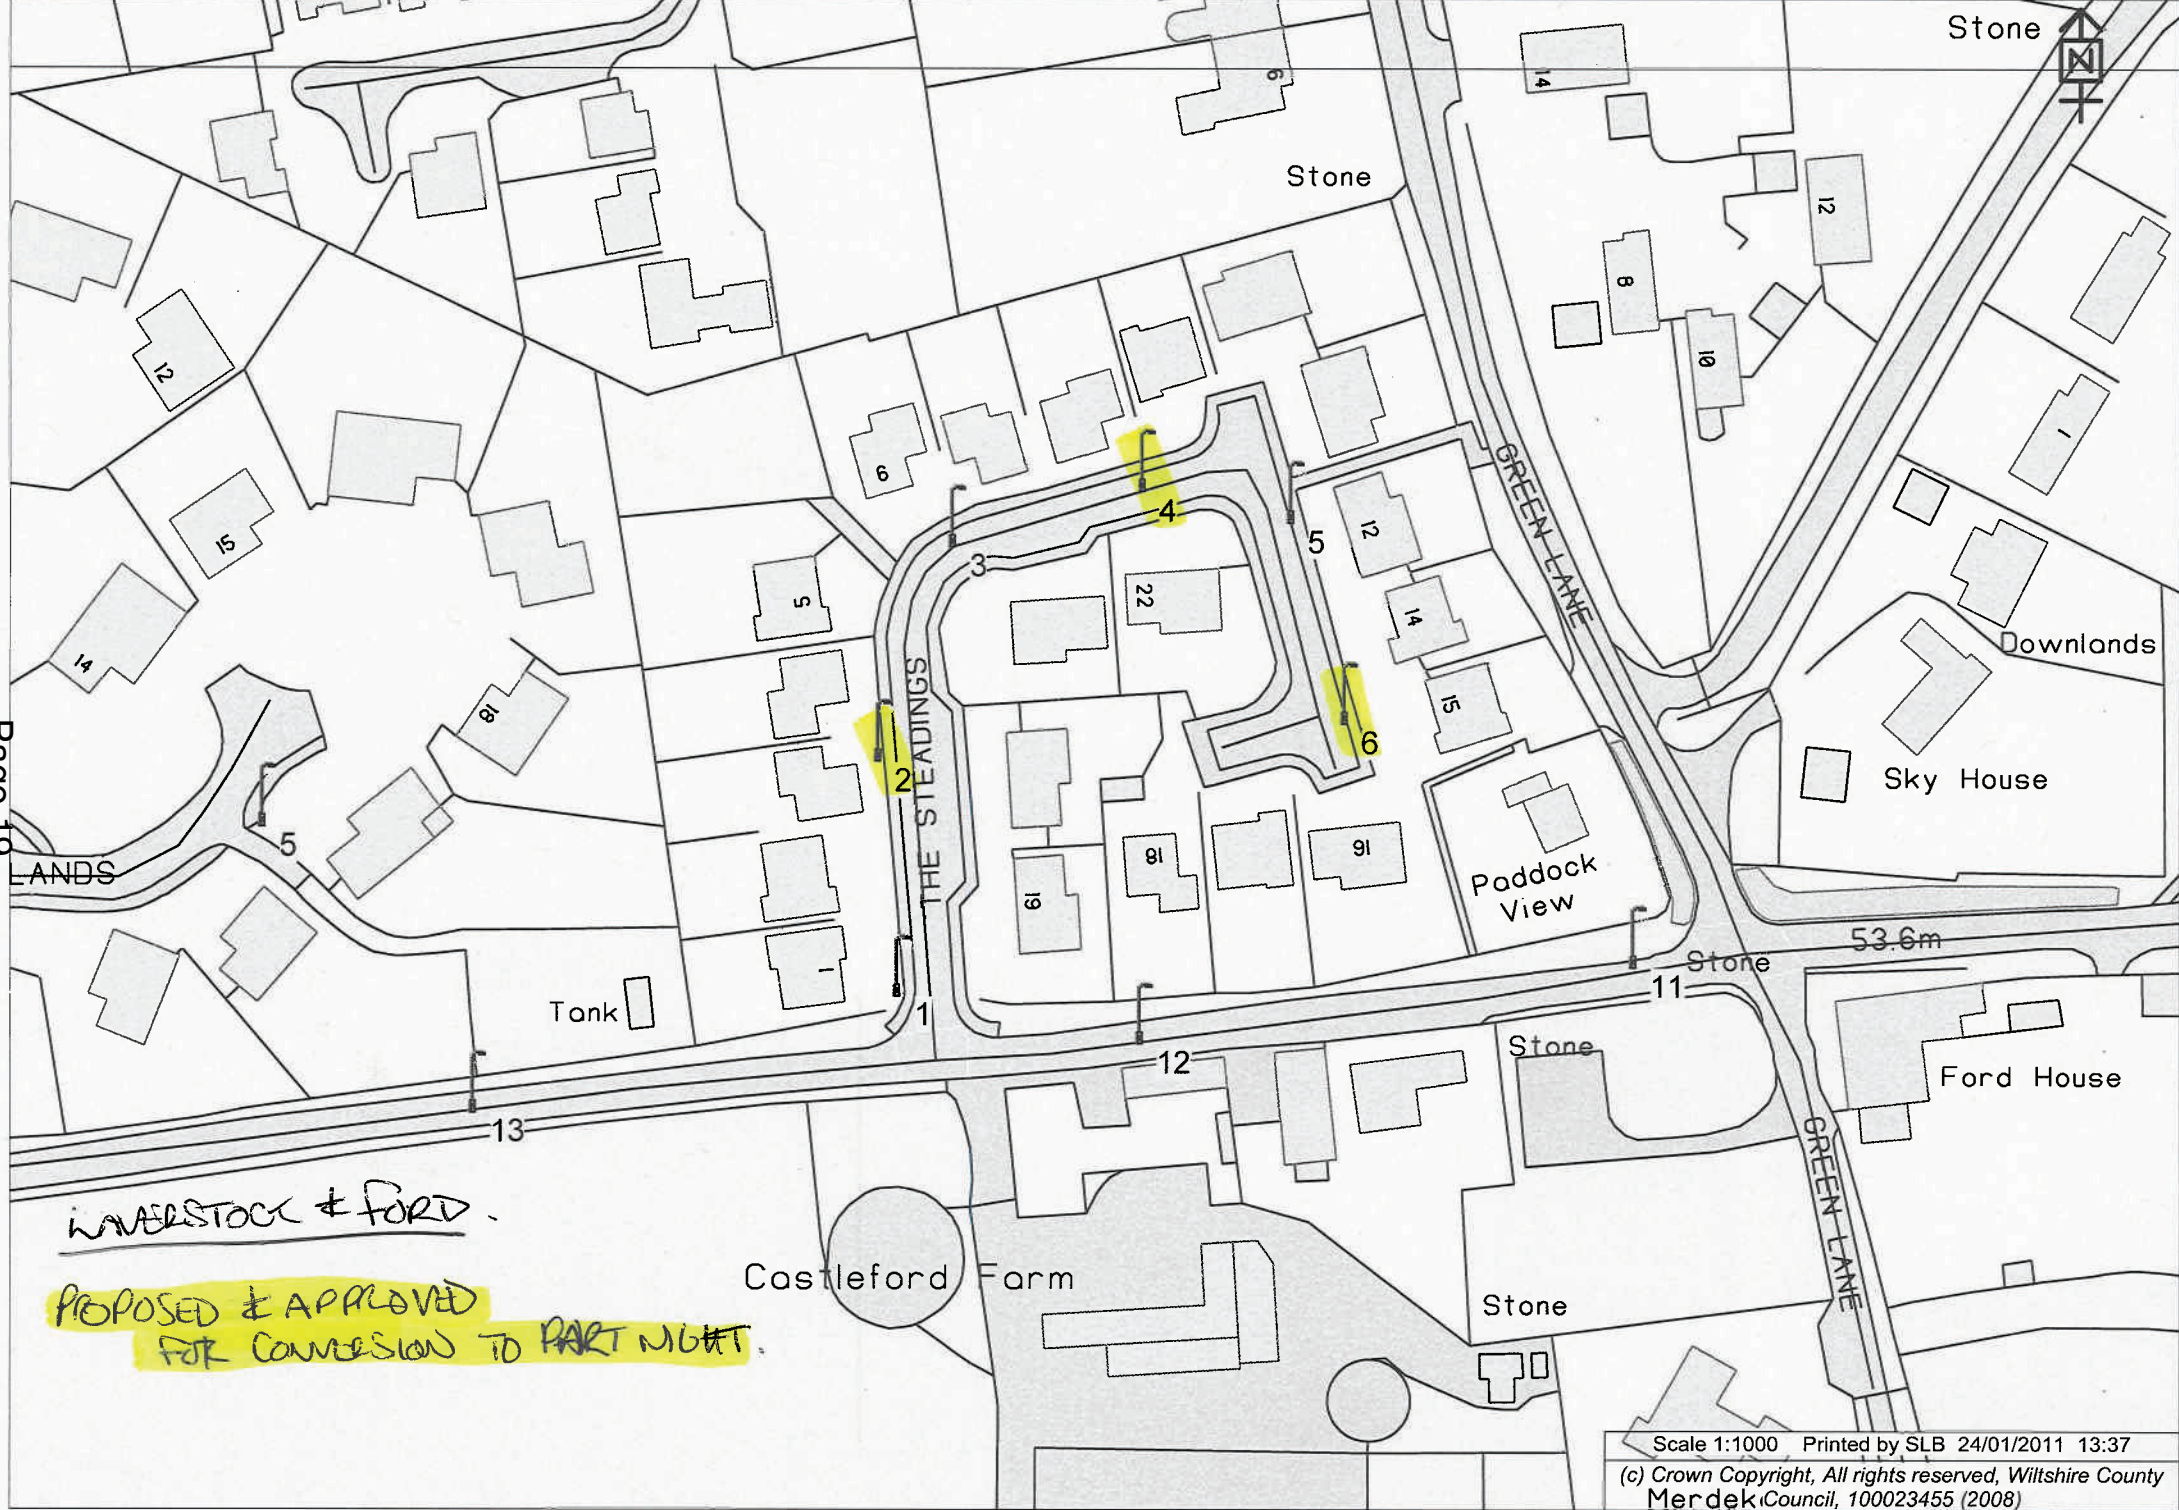 Stone
14
6
Stone
12
8
10
12
6
15
GREEN LANE
4
5
12
3
22
5
14
Downlands
14
15
THE STEADINGS
18
2
6
Sky House
5
LANDS
18
16
Paddock
View
19
53.6m
Stone
1
11
Tank
1
Stone
12
Ford House
13
GREEN LANE
LAVERSTOCK & FORD.
Castleford Farm
PROPOSED & APPROVED
FOR CONVERSION TO PART NIGHT.
Stone
Scale 1:1000 Printed by SLB 24/01/2011 13:37
(c) Crown Copyright, All rights reserved, Wiltshire County
Merdek Council, 100023455 (2008)